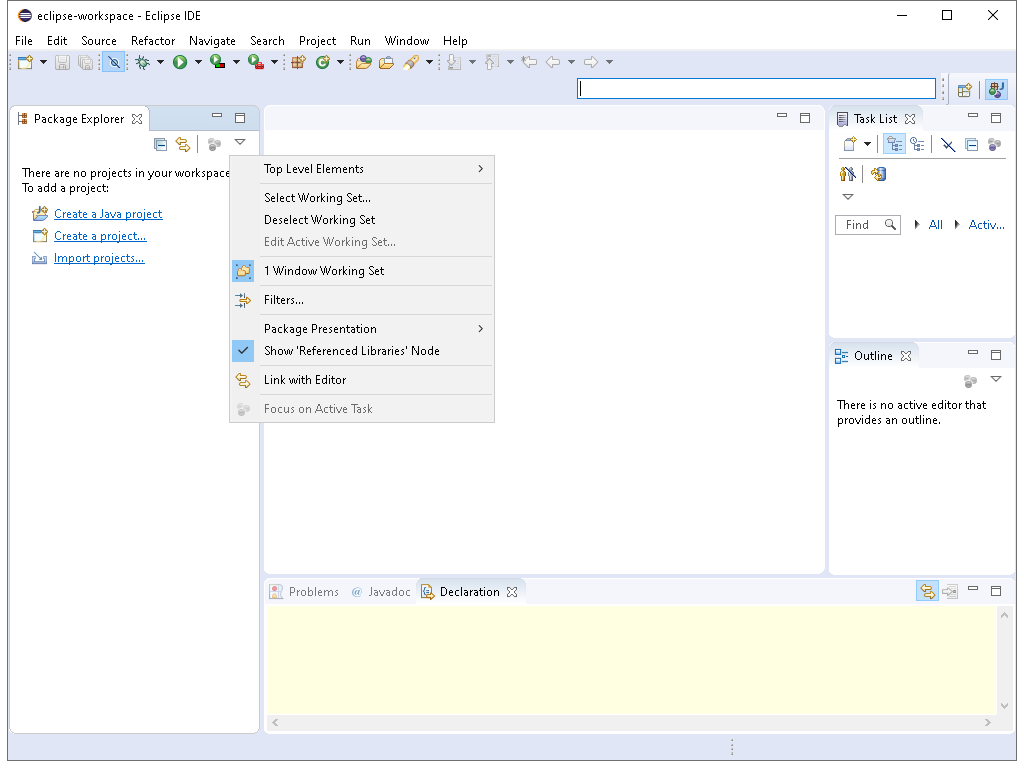 eclipse-workspace - Eclipse IDE
File Edit Source Refactor Navigate Search Project Run Window Help
Package Explorer
There are no projects in your workspace
To add a project:
Create a Java project
Create a project...
Import projects...
Top Level Elements
Select Working Set...
Deselect Working Set
Edit Active Working Set...
1 Window Working Set
Filters...
Package Presentation
Show 'Referenced Libraries' Node
Link with Editor
Focus on Active Task
Task List
Find All Activ...
Outline
There is no active editor that
provides an outline.
Problems @ Javadoc Declaration